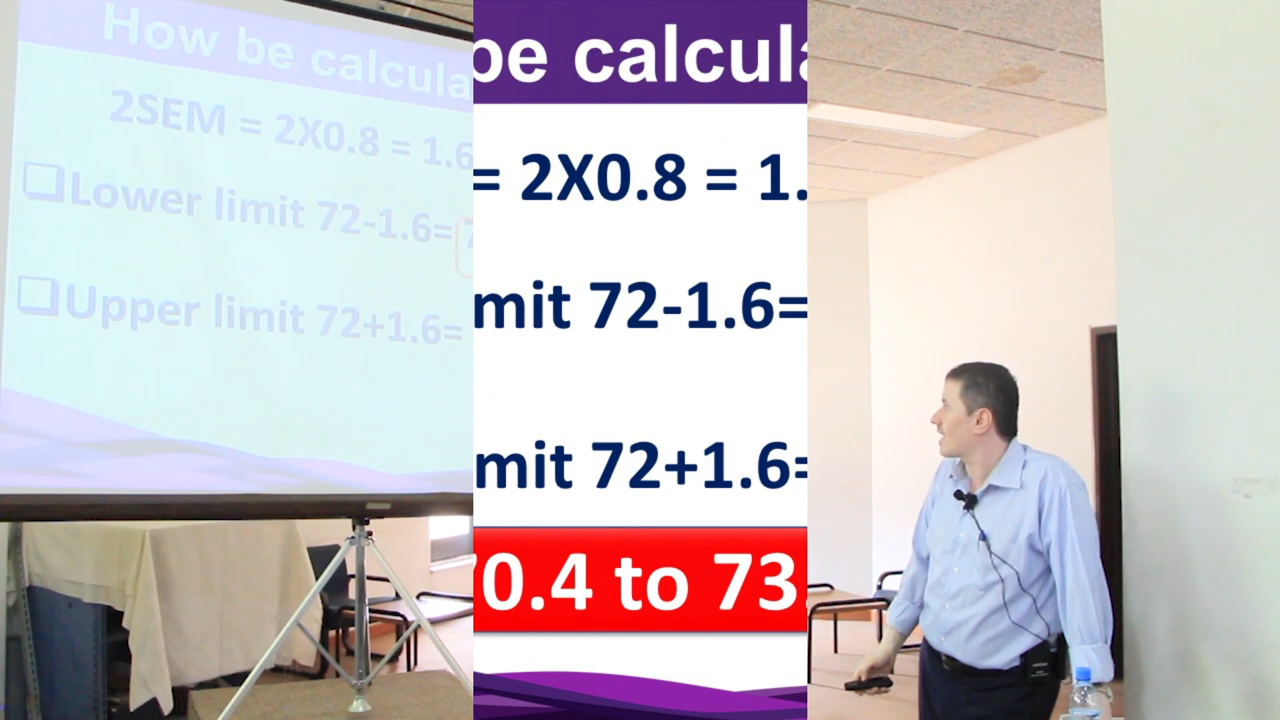 How be calcula
2SEM = 2X0.8 = 1.6
❑Lower limit 72-1.6=
❑Upper limit 72+1.6=
be calcula
= 2X0.8 = 1.
mit 72-1.6=
mit 72+1.6=
0.4 to 73.